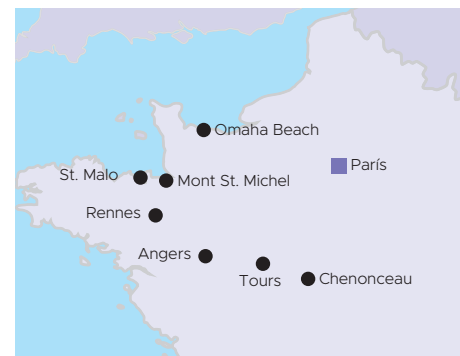 Omaha Beach
París
St. Malo
Mont St. Michel
Rennes
Angers
Tours
Chenonceau